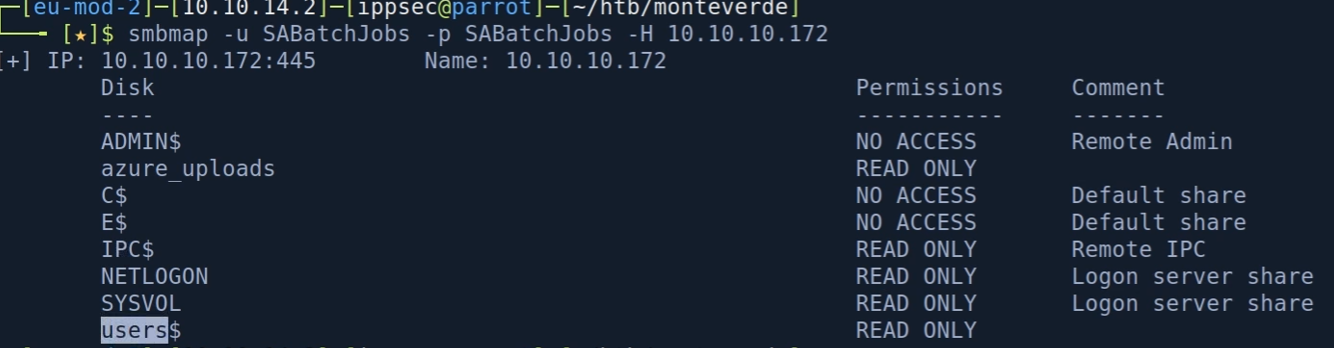 [eu-mod-2]─[10.10.14.2]─[ippsec@parrot]─[~/htb/monteverde]
[★]$ smbmap -u SABatchJobs -p SABatchJobs -H 10.10.10.172
[+] IP: 10.10.10.172:445 Name: 10.10.10.172
Disk Permissions Comment
---- ----------- -------
ADMIN$ NO ACCESS Remote Admin
azure_uploads READ ONLY
C$ NO ACCESS Default share
E$ NO ACCESS Default share
IPC$ READ ONLY Remote IPC
NETLOGON READ ONLY Logon server share
SYSVOL READ ONLY Logon server share
users$ READ ONLY